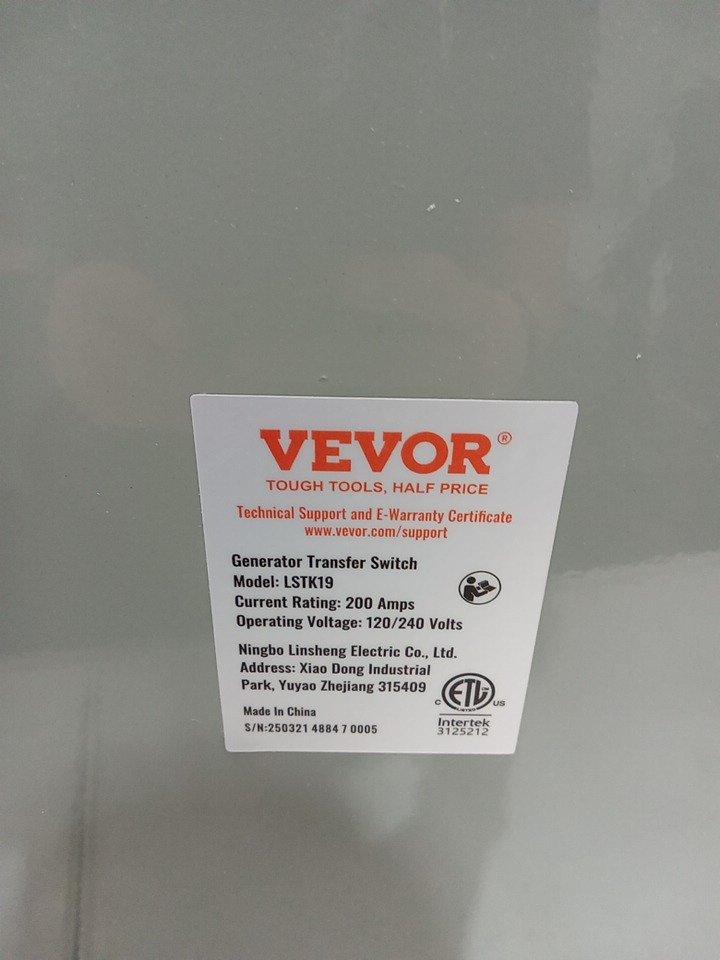 VEVOR®
TOUGH TOOLS, HALF PRICE
Technical Support and E-Warranty Certificate
www.vevor.com/support
Generator Transfer Switch
Model: LSTK19
Current Rating: 200 Amps
Operating Voltage: 120/240 Volts
Ningbo Linsheng Electric Co., Ltd.
Address: Xiao Dong Industrial
Park, Yuyao Zhejiang 315409
Made In China
S/N:250321 4884 7 0005
C ETL US
LISTED
Intertek
3125212